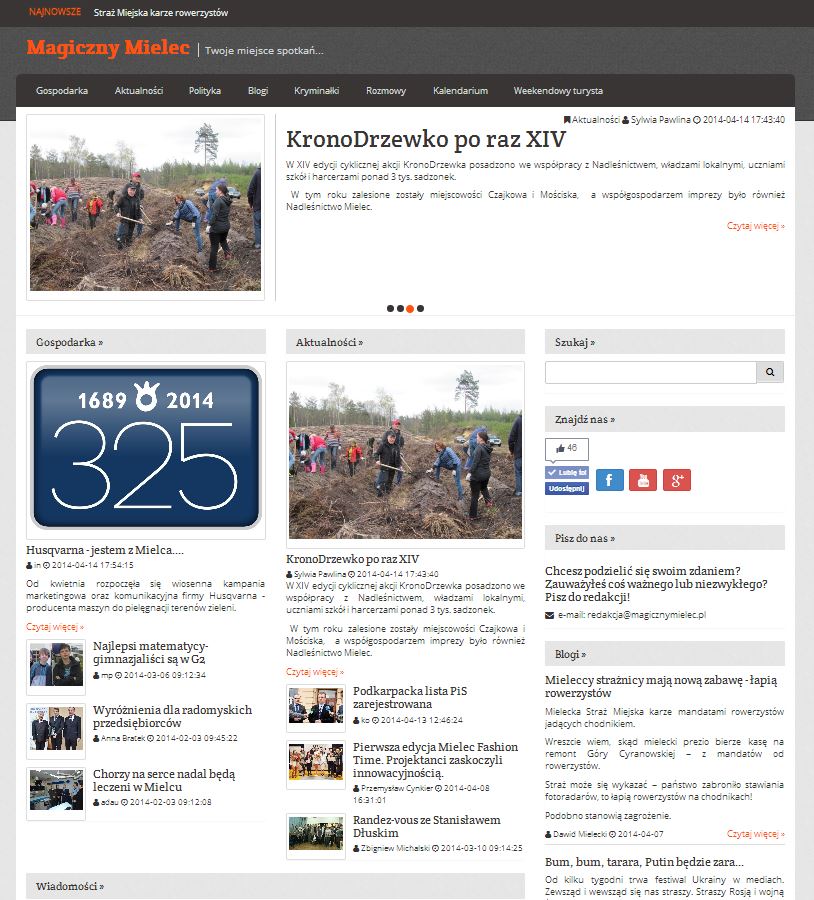 NAJNOWSZE Straż Miejska karze rowerzystów
Magiczny Mielec | Twoje miejsce spotkań...
Gospodarka Aktualności Polityka Blogi Kryminałki Rozmowy Kalendarium Weekendowy turysta
Aktualności Sylwia Pawlina 2014-04-14 17:43:40
KronoDrzewko po raz XIV
W XIV edycji cyklicznej akcji KronoDrzewka posadzono we współpracy z Nadleśnictwem, władzami lokalnymi, uczniami
szkół i harcerzami ponad 3 tys. sadzonek.
W tym roku zalesione zostały miejscowości Czajkowa i Mościska, a współgospodarzem imprezy było również
Nadleśnictwo Mielec.
Czytaj więcej »
Gospodarka »
1689 2014
325
Husqvarna - jestem z Mielca....
in 2014-04-14 17:54:15
Od kwietnia rozpoczęła się wiosenna kampania
marketingowa oraz komunikacyjna firmy Husqvarna -
producenta maszyn do pielęgnacji terenów zieleni.
Czytaj więcej »
Najlepsi matematycy-
gimnazjaliści są w G2
mp 2014-03-06 09:12:34
Wyróżnienia dla radomyskich
przedsiębiorców
Anna Bratek 2014-02-03 09:45:22
Chorzy na serce nadal będą
leczeni w Mielcu
adau 2014-02-03 09:12:08
Aktualności »
KronoDrzewko po raz XIV
Sylwia Pawlina 2014-04-14 17:43:40
W XIV edycji cyklicznej akcji KronoDrzewka posadzono we
współpracy z Nadleśnictwem, władzami lokalnymi,
uczniami szkół i harcerzami ponad 3 tys. sadzonek.
W tym roku zalesione zostały miejscowości Czajkowa i
Mościska, a współgospodarzem imprezy było również
Nadleśnictwo Mielec.
Czytaj więcej »
Podkarpacka lista PiS
zarejestrowana
ko 2014-04-13 12:46:24
Pierwsza edycja Mielec Fashion
Time. Projektanci zaskoczyli
innowacyjnością.
Przemysław Cynkier 2014-04-08
16:31:01
Randez-vous ze Stanisławem
Dłuskim
Zbigniew Michalski 2014-03-10 09:14:25
Wiadomości »
Szukaj »
Znajdź nas »
46
Lubię to!
Udostępnij
f You Tube g+
Pisz do nas »
Chcesz podzielić się swoim zdaniem?
Zauważyłeś coś ważnego lub niezwykłego?
Pisz do redakcji!
e-mail: redakcja@magicznymielec.pl
Blogi »
Mieleccy strażnicy mają nową zabawę - łapią
rowerzystów
Mielecka Straż Miejska karze mandatami rowerzystów
jadących chodnikiem.
Wreszcie wiem, skąd mielecki prezio bierze kasę na
remont Góry Cyranowskiej – z mandatów od
rowerzystów.
Straż może się wykazać – państwo zabroniło stawiania
fotoradarów, to łapią rowerzystów na chodnikach!
Podobno stanowią zagrożenie.
Dawid Mielecki 2014-04-07 Czytaj więcej »
Bum, bum, tarara, Putin będzie zara...
Od kilku tygodni trwa festiwal Ukrainy w mediach.
Zewsząd i wewsząd się nas straszy. Straszy Rosją i wojną